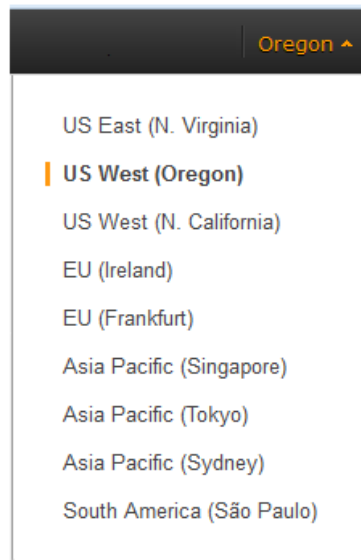 Oregon
US East (N. Virginia)
US West (Oregon)
US West (N. California)
EU (Ireland)
EU (Frankfurt)
Asia Pacific (Singapore)
Asia Pacific (Tokyo)
Asia Pacific (Sydney)
South America (São Paulo)